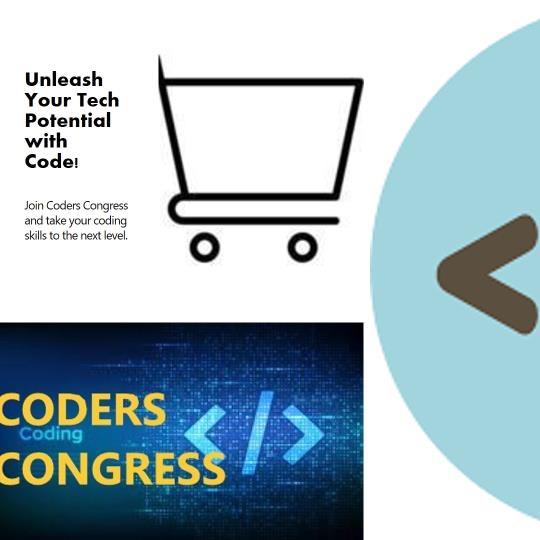 Unleash
Your Tech
Potential
with
Code!
Join Coders Congress
and take your coding
skills to the next level.
CODERS
Coding
</>
CONGRESS
<